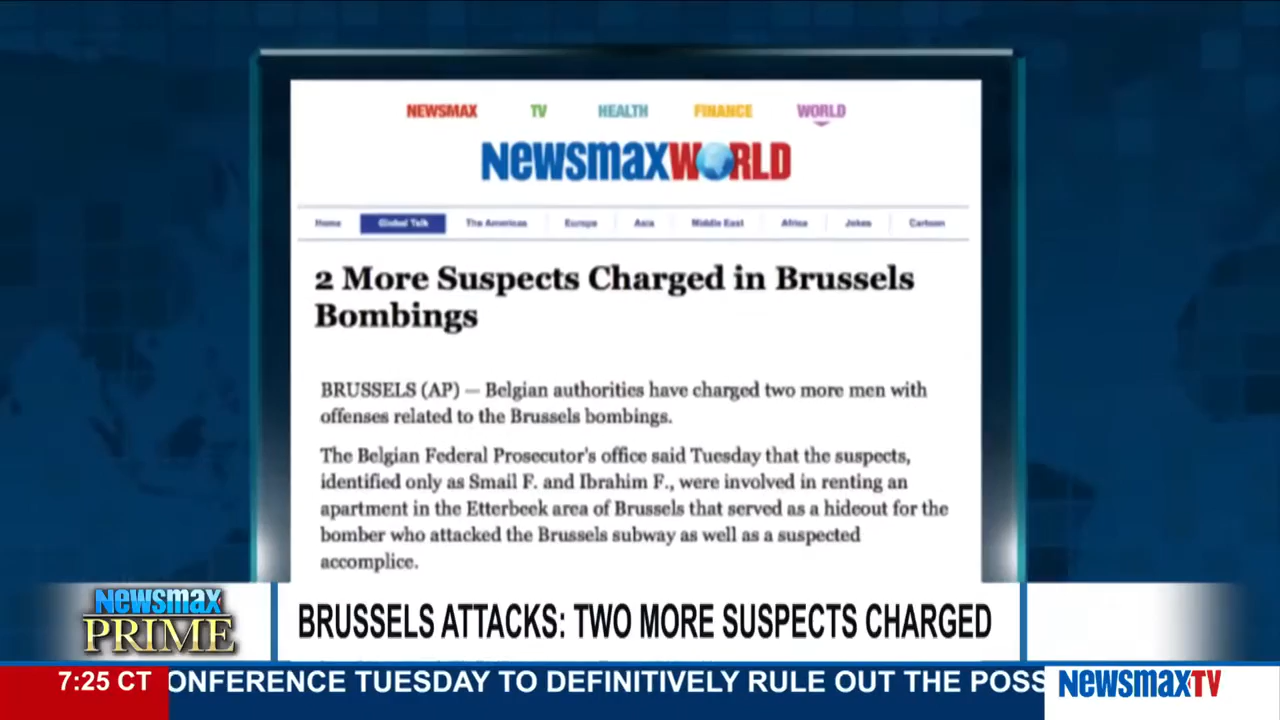 NEWSMAX TV HEALTH FINANCE WORLD
NEWSMAXWORLD
Home Global Talk The Americas Europe Asia Middle East Africa Jokes Cartoon
2 More Suspects Charged in Brussels
Bombings
BRUSSELS (AP) — Belgian authorities have charged two more men with
offenses related to the Brussels bombings.
The Belgian Federal Prosecutor's office said Tuesday that the suspects,
identified only as Smail F. and Ibrahim F., were involved in renting an
apartment in the Etterbeek area of Brussels that served as a hideout for the
bomber who attacked the Brussels subway as well as a suspected
accomplice.
NEWSMAX
PRIME
BRUSSELS ATTACKS: TWO MORE SUSPECTS CHARGED
7:25 CT ONFERENCE TUESDAY TO DEFINITIVELY RULE OUT THE POSS NEWSMAXTV